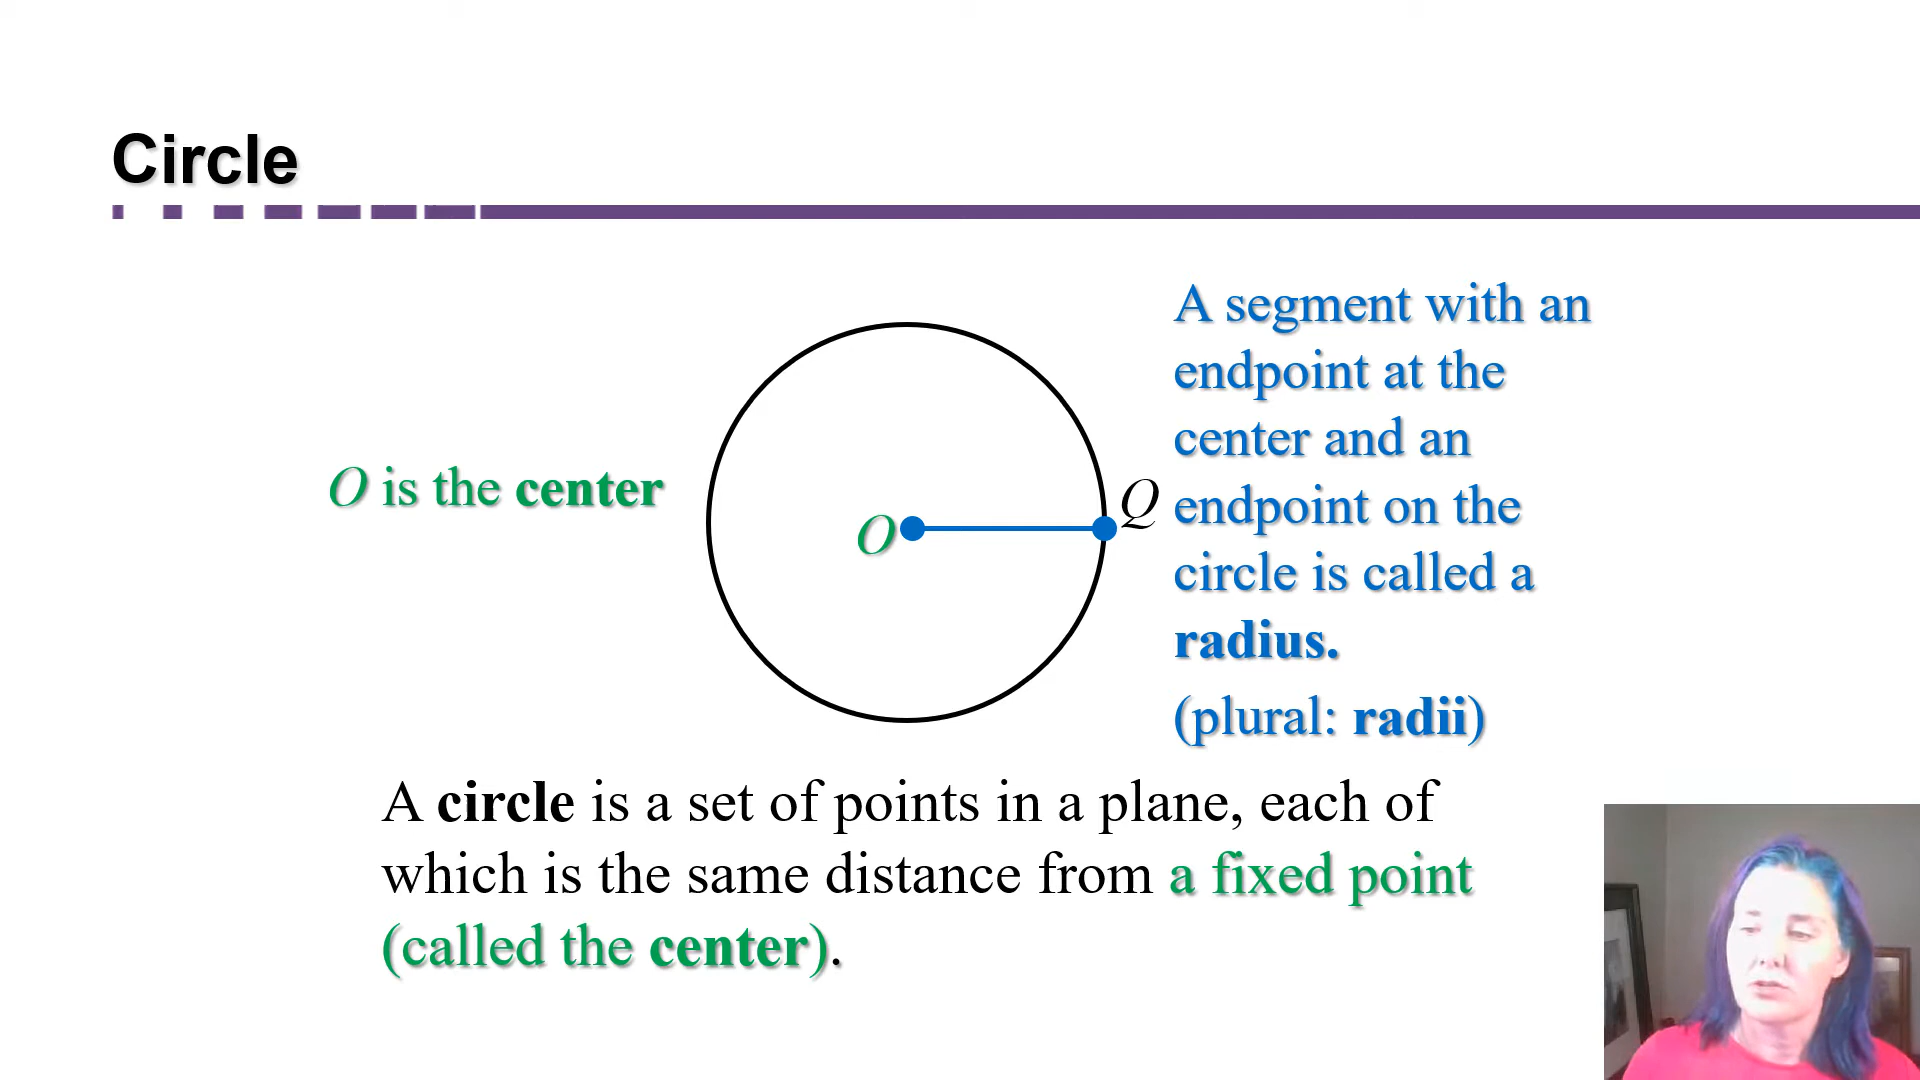 Circle
A segment with an
endpoint at the
center and an
endpoint on the
circle is called a
radius.
(plural: radii)
O is the center
O
Q
A circle is a set of points in a plane, each of
which is the same distance from a fixed point
(called the center).